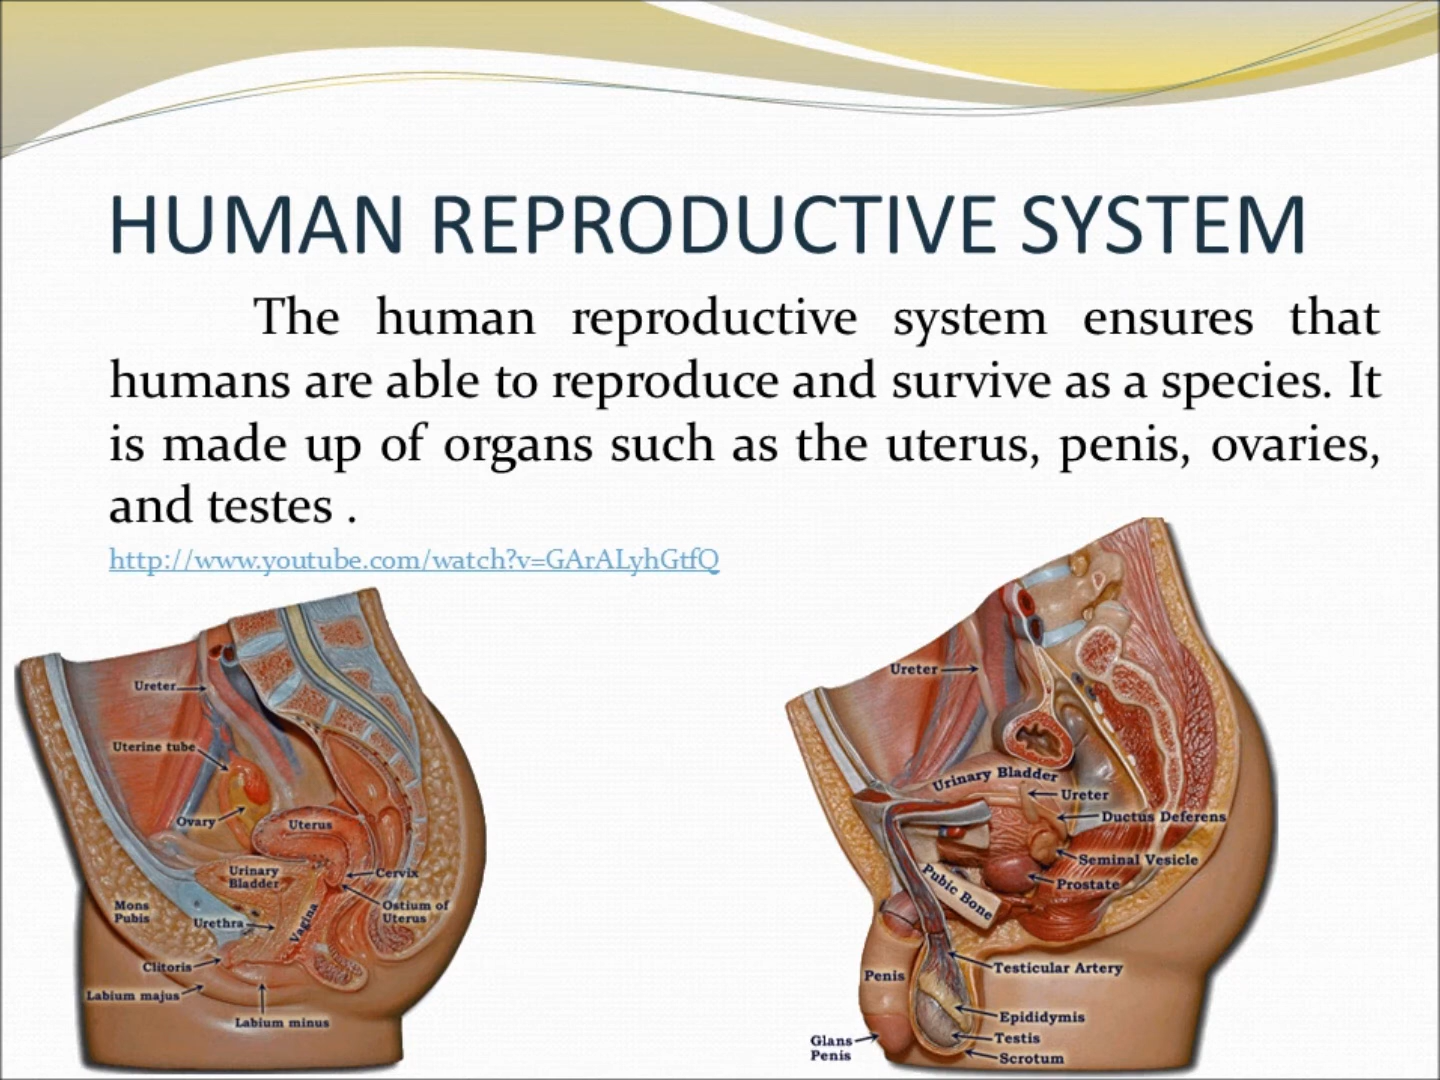 HUMAN REPRODUCTIVE SYSTEM
The human reproductive system ensures that
humans are able to reproduce and survive as a species. It
is made up of organs such as the uterus, penis, ovaries,
and testes .
http://www.youtube.com/watch?v=GArALyhGtfQ
Ureter
Uterine tube
Ovary
Uterus
Urinary
Bladder
Cervix
Mons
Pubis
Ostium of
Uterus
Urethra
Vagina
Clitoris
Labium majus
Labium minus
Ureter
Urinary Bladder
Ureter
Ductus Deferens
Seminal Vesicle
Prostate
Pubic Bone
Testicular Artery
Penis
Epididymis
Testis
Scrotum
Glans
Penis